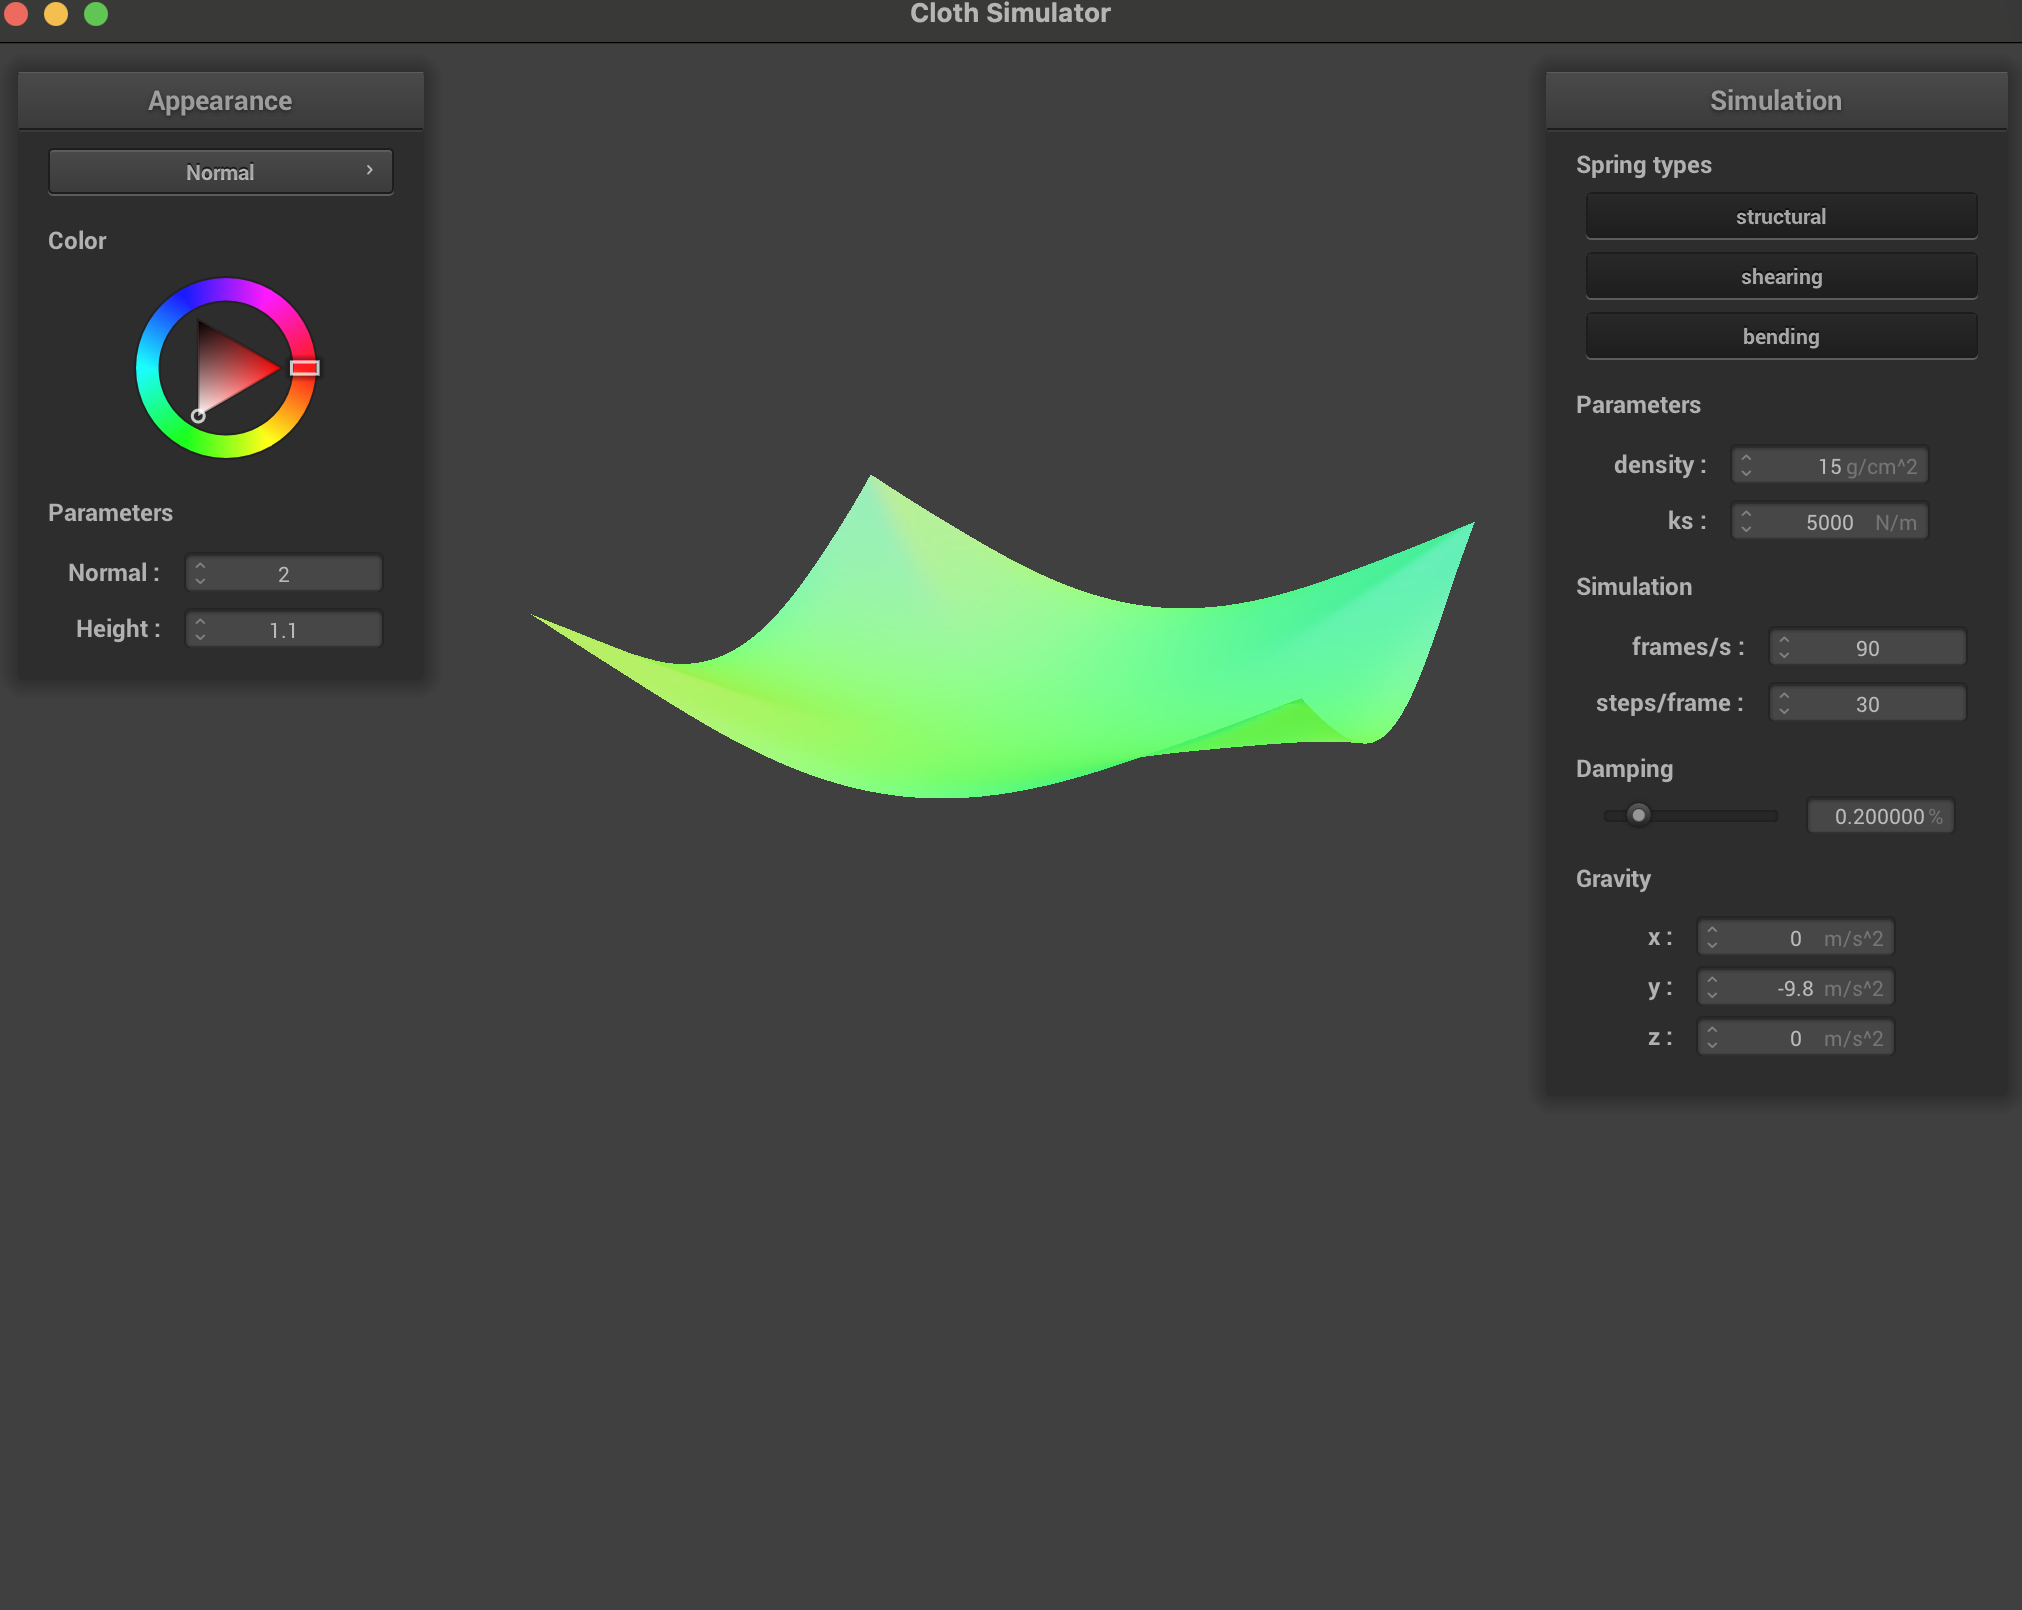 Cloth Simulator
Appearance
Normal
Color
Parameters
Normal :
2
Height :
1.1
Simulation
Spring types
structural
shearing
bending
Parameters
density :
15 g/cm^2
ks :
5000 N/m
Simulation
frames/s :
90
steps/frame :
30
Damping
0.200000 %
Gravity
x :
0 m/s^2
y :
-9.8 m/s^2
z :
0 m/s^2